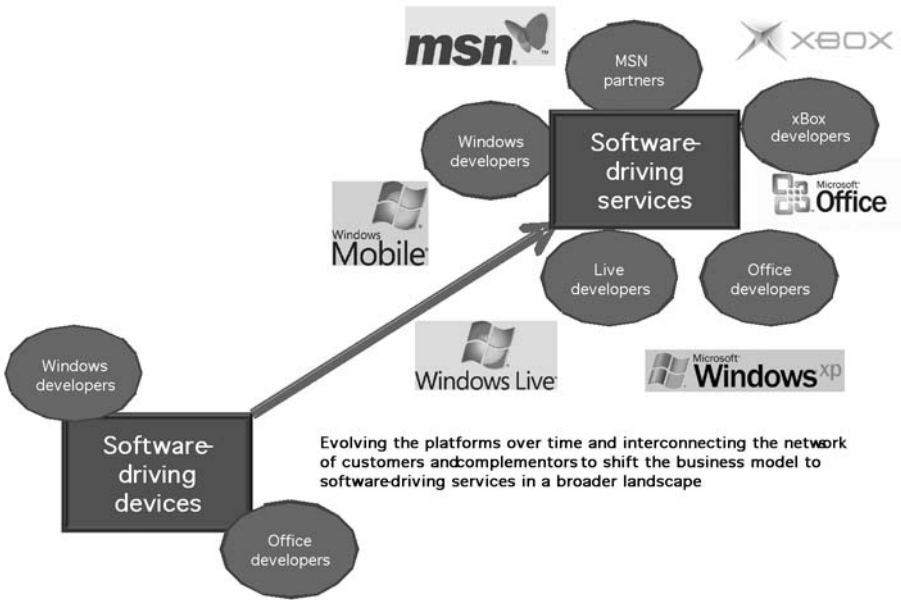 msn.
TM
XBOX
MSN
partners
Windows
developers
Software-
driving
services
xBox
developers
Microsoft
Office
Windows
Mobile
Live
developers
Office
developers
Windows Live
Microsoft
Windows xp
Windows
developers
Software-
driving
devices
Office
developers
Evolving the platforms over time and interconnecting the network
of customers and complementors to shift the business model to
software-driving services in a broader landscape